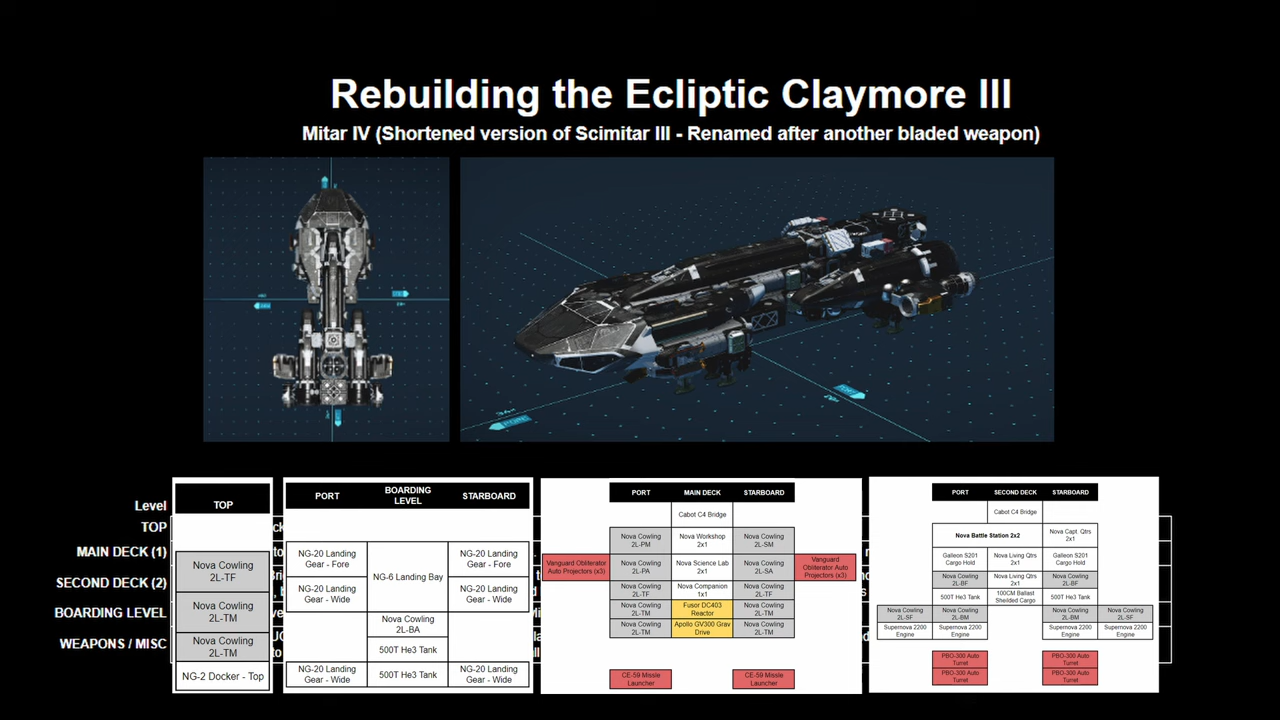 Rebuilding the Ecliptic Claymore III
Mitar IV (Shortened version of Scimitar III - Renamed after another bladed weapon)
Level
TOP
MAIN DECK (1)
SECOND DECK (2)
BOARDING LEVEL
WEAPONS / MISC
TOP
Nova Cowling
2L-TF
Nova Cowling
2L-TM
Nova Cowling
2L-TM
NG-2 Docker - Top
PORT
BOARDING
LEVEL
STARBOARD
NG-20 Landing
Gear - Fore
NG-6 Landing Bay
NG-20 Landing
Gear - Fore
NG-20 Landing
Gear - Wide
NG-20 Landing
Gear - Wide
Nova Cowling
2L-BA
500T He3 Tank
NG-20 Landing
Gear - Wide
500T He3 Tank
NG-20 Landing
Gear - Wide
PORT
MAIN DECK
STARBOARD
Cabot C4 Bridge
Nova Cowling
2L-PM
Nova Workshop
2x1
Nova Cowling
2L-SM
Vanguard
Obliterator Auto
Projectors (x3)
Nova Cowling
2L-PA
Nova Science Lab
2x1
Nova Cowling
2L-SA
Vanguard
Obliterator Auto
Projectors (x3)
Nova Cowling
2L-TF
Nova Companion
1x1
Nova Cowling
2L-TF
Nova Cowling
2L-TM
Fusor DC403
Reactor
Nova Cowling
2L-TM
Nova Cowling
2L-TM
Apollo GV300 Grav
Drive
Nova Cowling
2L-TM
CE-59 Missle
Launcher
CE-59 Missle
Launcher
PORT
SECOND DECK
STARBOARD
Cabot C4 Bridge
Nova Battle Station 2x2
Nova Capt Qtrs
2x1
Galleon S201
Cargo Hold
Nova Living Qtrs
2x1
Galleon S201
Cargo Hold
Nova Cowling
2L-BF
Nova Living Qtrs
2x1
Nova Cowling
2L-BF
500T He3 Tank
100CM Ballast
Sheilded Cargo
500T He3 Tank
Nova Cowling
2L-SF
Nova Cowling
2L-BM
Nova Cowling
2L-BM
Nova Cowling
2L-SF
Supernova 2200
Engine
Supernova 2200
Engine
Supernova 2200
Engine
Supernova 2200
Engine
PBO-300 Auto
Turret
PBO-300 Auto
Turret
PBO-300 Auto
Turret
PBO-300 Auto
Turret